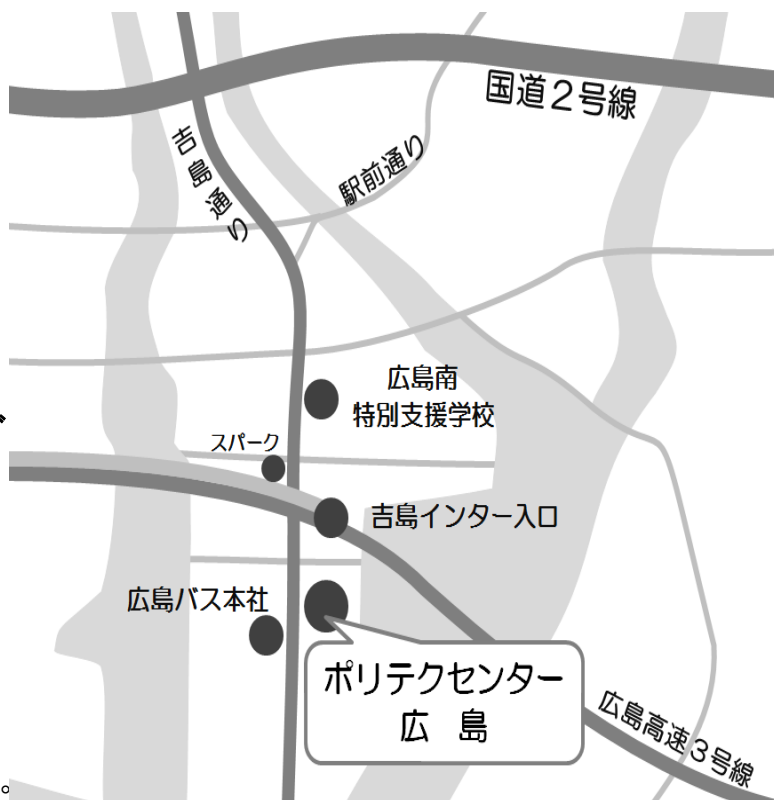 国道２号線
吉島通り
駅前通り
広島南
特別支援学校
スパーク
吉島インター入口
広島バス本社
ポリテクセンター
広 島
広島高速３号線
。